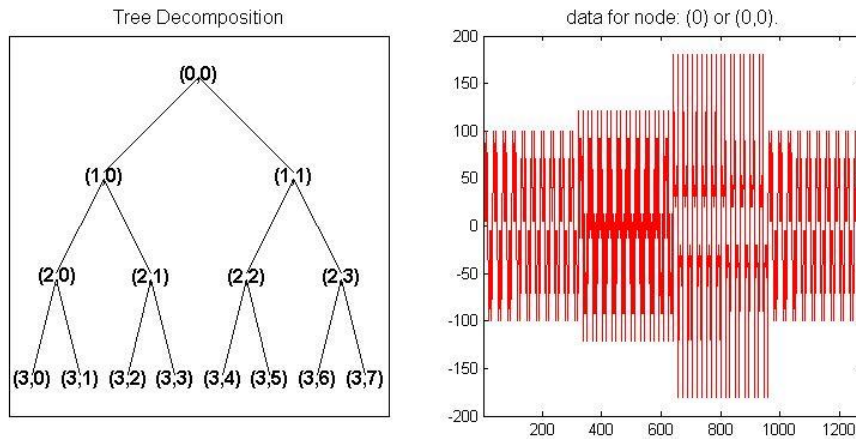 Tree Decomposition
(0,0)
(1,0) (1,1)
(2,0) (2,1) (2,2) (2,3)
(3,0) (3,1) (3,2) (3,3) (3,4) (3,5) (3,6) (3,7)
data for node: (0) or (0,0).
200
150
100
50
0
-50
-100
-150
-200
200 400 600 800 1000 1200